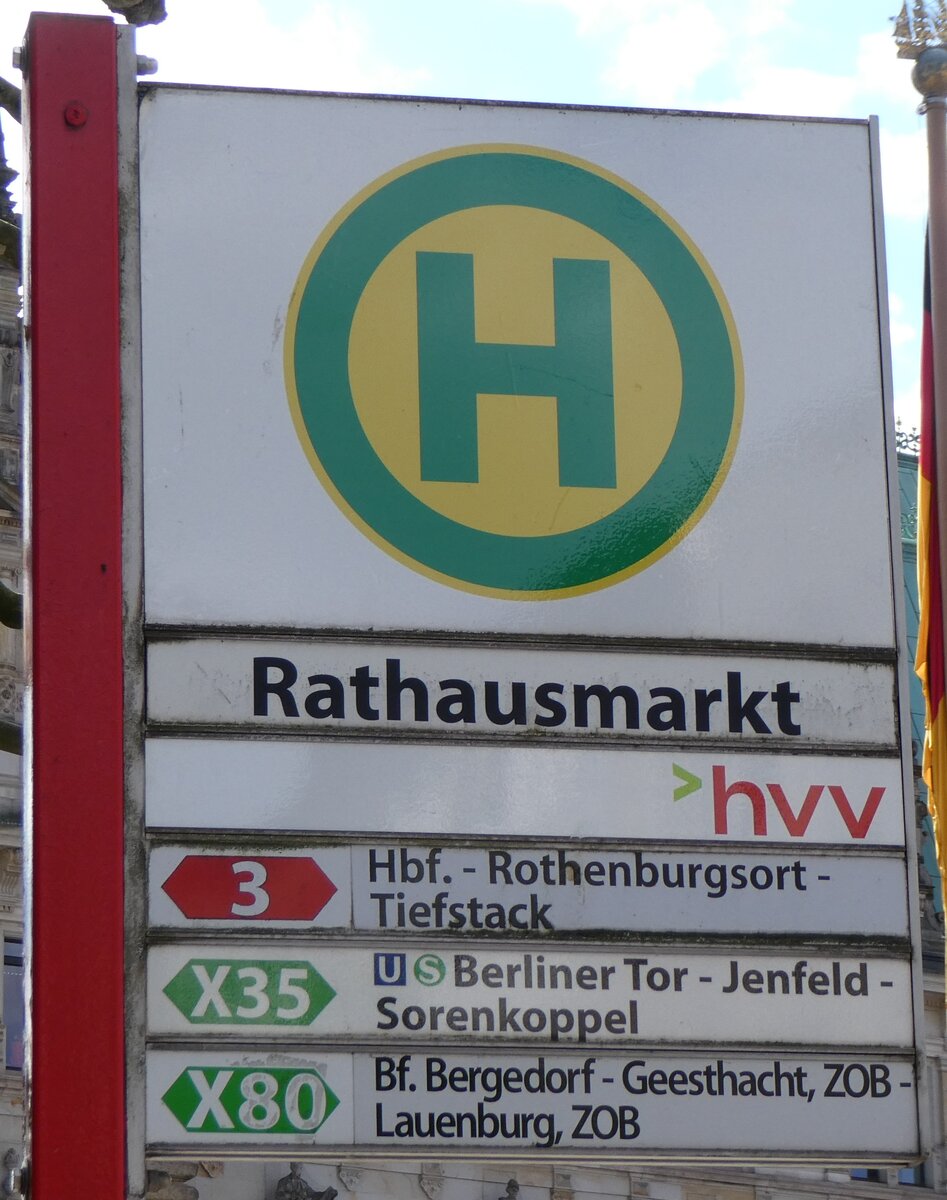 H
Rathausmarkt
>hvv
3 Hbf. - Rothenburgsort -
Tiefstack
X35 U S Berliner Tor - Jenfeld -
Sorenkoppel
X80 Bf. Bergedorf - Geesthacht, ZOB -
Lauenburg, ZOB